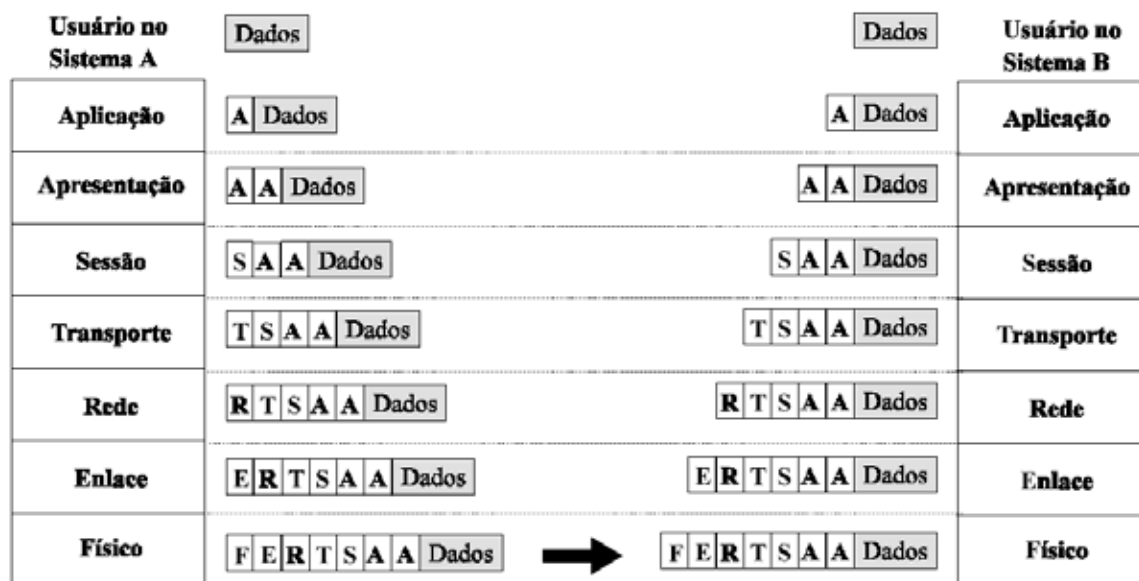 Usuário no Sistema A Dados Dados Usuário no Sistema B
Aplicação A Dados A Dados Aplicação
Apresentação A A Dados A A Dados Apresentação
Sessão S A A Dados S A A Dados Sessão
Transporte T S A A Dados T S A A Dados Transporte
Rede R T S A A Dados R T S A A Dados Rede
Enlace E R T S A A Dados E R T S A A Dados Enlace
Físico F E R T S A A Dados F E R T S A A Dados Físico